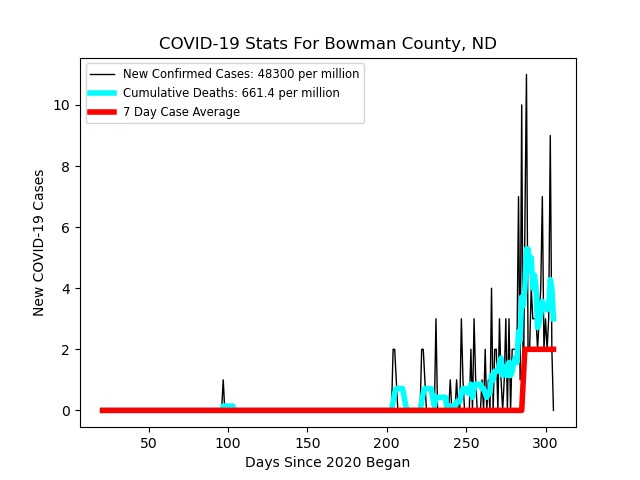 COVID-19 Stats For Bowman County, ND
New Confirmed Cases: 48300 per million
Cumulative Deaths: 661.4 per million
7 Day Case Average
New COVID-19 Cases
10
8
6
4
2
0
50 100 150 200 250 300
Days Since 2020 Began